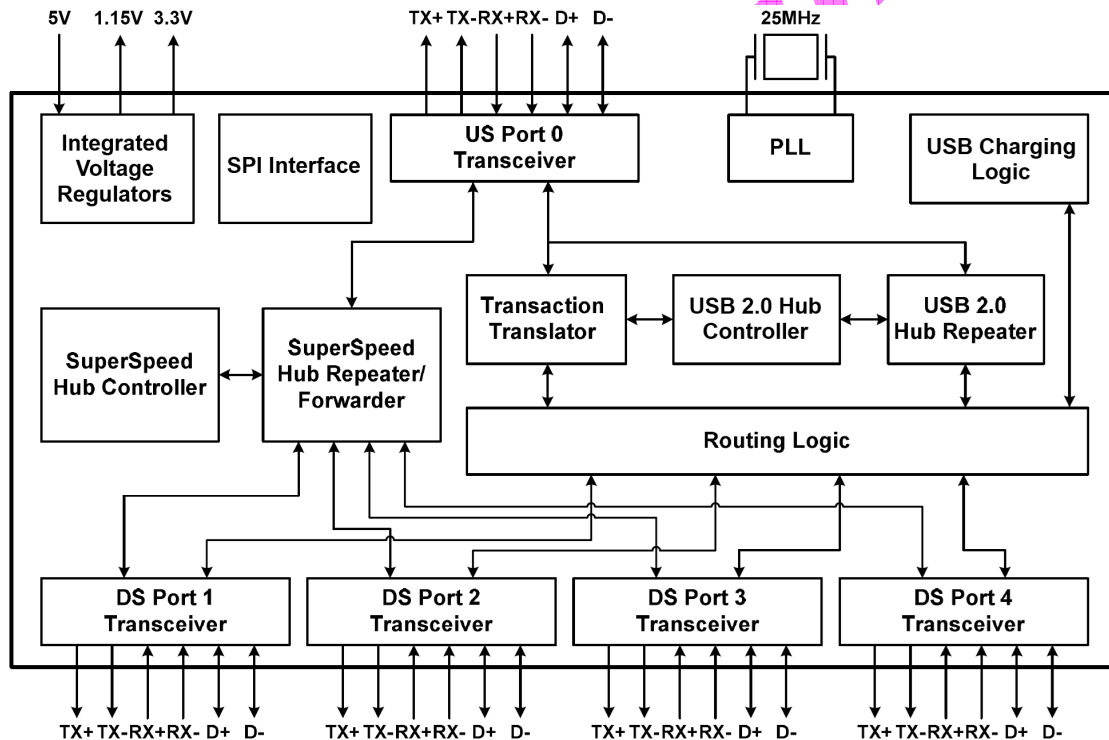 5V 1.15V 3.3V
TX+ TX- RX+ RX- D+ D-
25MHz
Integrated
Voltage
Regulators
SPI Interface
US Port 0
Transceiver
PLL
USB Charging
Logic
SuperSpeed
Hub Controller
SuperSpeed
Hub Repeater/
Forwarder
Transaction
Translator
USB 2.0 Hub
Controller
USB 2.0
Hub Repeater
Routing Logic
DS Port 1
Transceiver
DS Port 2
Transceiver
DS Port 3
Transceiver
DS Port 4
Transceiver
TX+ TX- RX+ RX- D+ D-
TX+ TX- RX+ RX- D+ D-
TX+ TX- RX+ RX- D+ D-
TX+ TX- RX+ RX- D+ D-